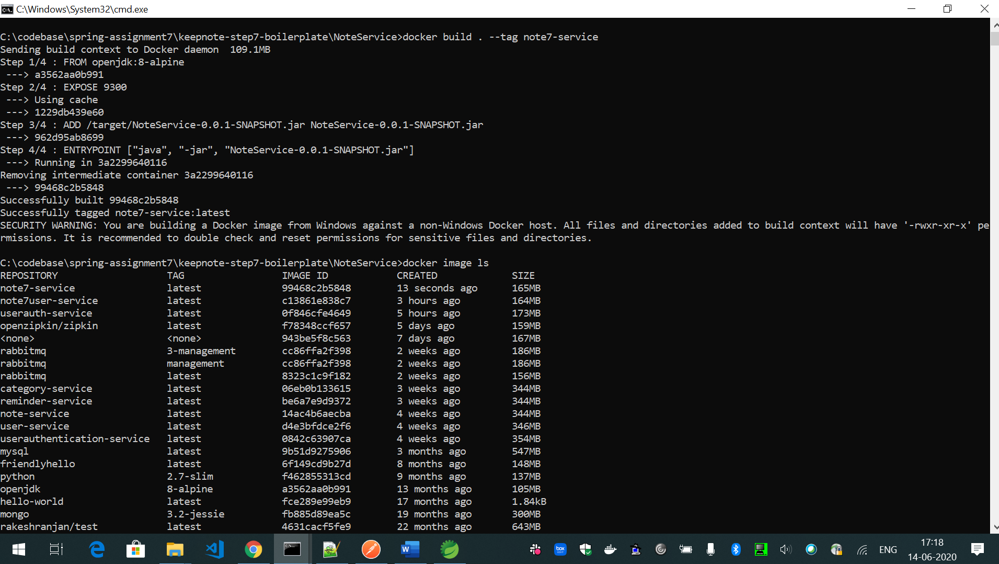 C:\Windows\System32\cmd.exe
C:\codebase\spring-assignment7\keepnote-step7-boilerplate\NoteService>docker build . --tag note7-service
Sending build context to Docker daemon  109.1MB
Step 1/4 : FROM openjdk:8-alpine
 ---> a3562aa0b991
Step 2/4 : EXPOSE 9300
 ---> Using cache
 ---> 1229db439e60
Step 3/4 : ADD /target/NoteService-0.0.1-SNAPSHOT.jar NoteService-0.0.1-SNAPSHOT.jar
 ---> 962d95ab8699
Step 4/4 : ENTRYPOINT ["java", "-jar", "NoteService-0.0.1-SNAPSHOT.jar"]
 ---> Running in 3a2299640116
Removing intermediate container 3a2299640116
 ---> 99468c2b5848
Successfully built 99468c2b5848
Successfully tagged note7-service:latest
SECURITY WARNING: You are building a Docker image from Windows against a non-Windows Docker host. All files and directories added to build context will have '-rwxr-xr-x' pe
rmissions. It is recommended to double check and reset permissions for sensitive files and directories.
C:\codebase\spring-assignment7\keepnote-step7-boilerplate\NoteService>docker image ls
REPOSITORY TAG IMAGE ID CREATED SIZE
note7-service latest 99468c2b5848 13 seconds ago 165MB
note7user-service latest c13861e838c7 3 hours ago 164MB
userauth-service latest 0f846cfe4649 5 hours ago 173MB
openzipkin/zipkin latest f78348ccf657 5 days ago 159MB
<none> <none> 943be5f8c563 7 days ago 167MB
rabbitmq 3-management cc86ffa2f398 2 weeks ago 186MB
rabbitmq management cc86ffa2f398 2 weeks ago 186MB
rabbitmq latest 8323c1c9f182 2 weeks ago 156MB
category-service latest 06eb0b133615 3 weeks ago 344MB
reminder-service latest be6a7e9d9372 3 weeks ago 344MB
note-service latest 14ac4b6aecba 4 weeks ago 344MB
user-service latest d4e3bfdce2f6 4 weeks ago 346MB
userauthentication-service latest 0842c63907ca 4 weeks ago 354MB
mysql latest 9b51d9275906 3 months ago 547MB
friendlyhello latest 6f149cd9b27d 8 months ago 148MB
python 2.7-slim f462855313cd 9 months ago 137MB
openjdk 8-alpine a3562aa0b991 13 months ago 105MB
hello-world latest fce289e99eb9 17 months ago 1.84kB
mongo 3.2-jessie fb885d89ea5c 19 months ago 300MB
rakeshranjan/test latest 4631cacf5fe9 22 months ago 643MB
box
EDIT
ENG
17:18
14-06-2020